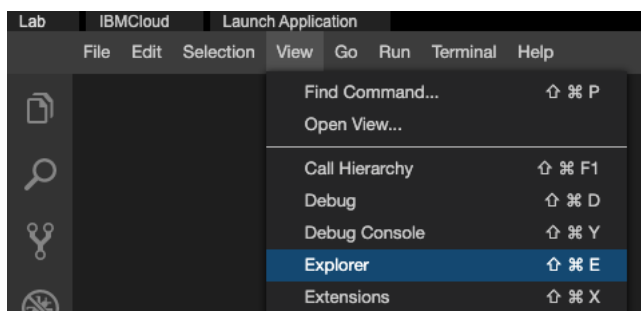 Lab IBMCloud Launch Application
File Edit Selection View Go Run Terminal Help
Find Command... ⇧ ⌘ P
Open View...
Call Hierarchy ⇧ ⌘ F1
Debug ⇧ ⌘ D
Debug Console ⇧ ⌘ Y
Explorer ⇧ ⌘ E
Extensions ⇧ ⌘ X